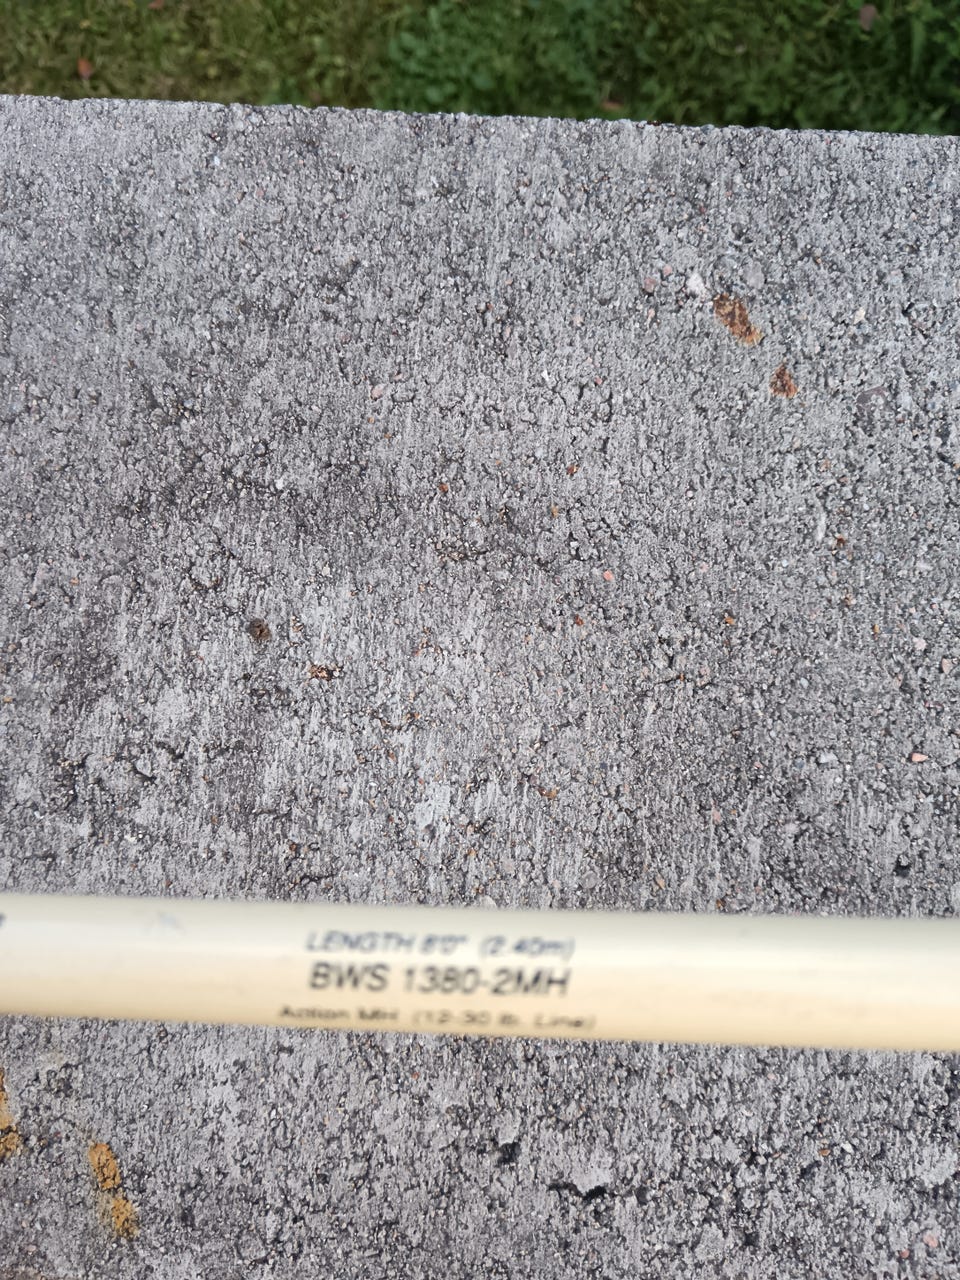 LENGTH 8'0" (2.40m)
BWS 1380-2MH
Action MH (12-30 lb. Line)